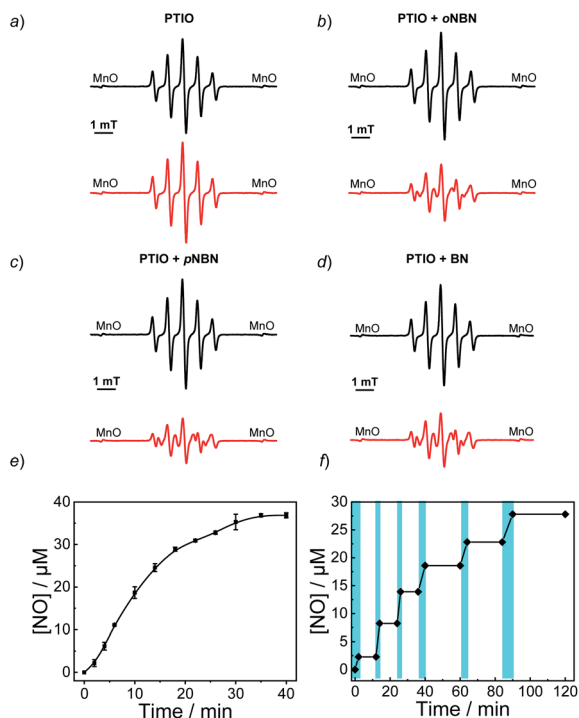 a)
PTIO
MnO
MnO
1 mT
MnO
MnO
b)
PTIO + oNBN
MnO
MnO
1 mT
MnO
MnO
c)
PTIO + pNBN
MnO
MnO
1 mT
MnO
MnO
d)
PTIO + BN
MnO
MnO
1 mT
MnO
MnO
e)
[NO] / µM
40
30
20
10
0
0 10 20 30 40
Time / min
f)
[NO] / µM
30
25
20
15
10
5
0
0 20 40 60 80 100 120
Time / min